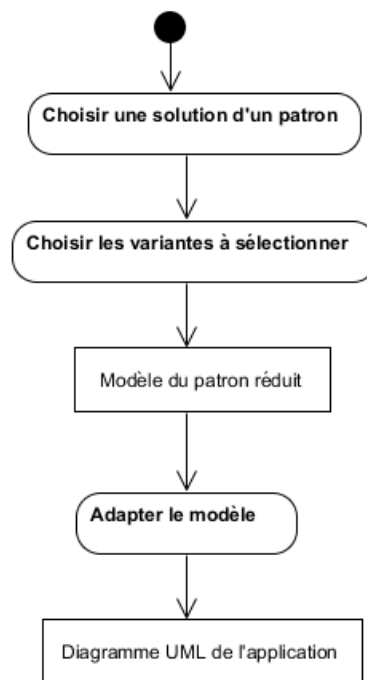 Choisir une solution d'un patron
Choisir les variantes à sélectionner
Modèle du patron réduit
Adapter le modèle
Diagramme UML de l'application